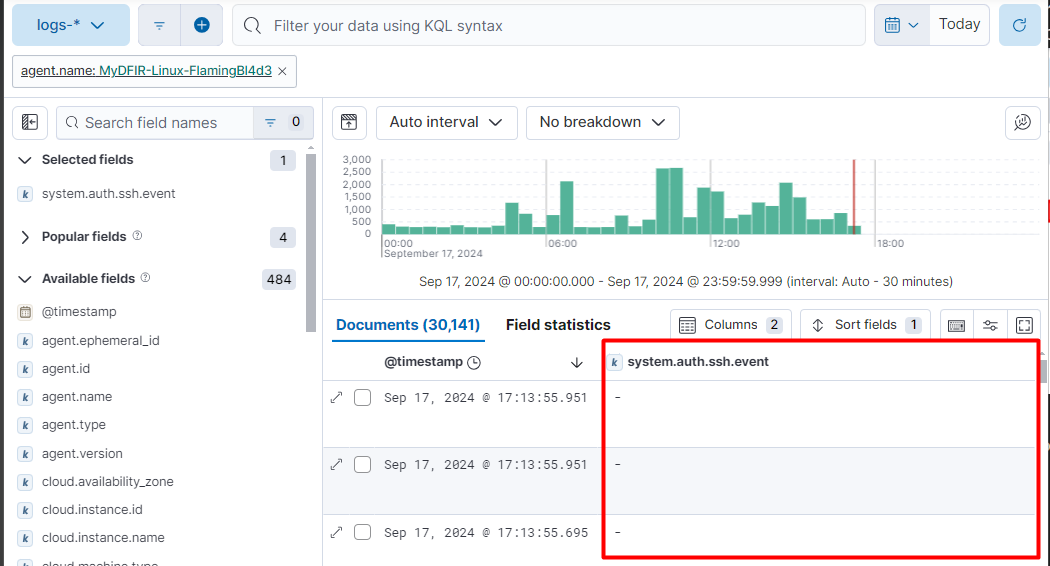 logs-*
Filter your data using KQL syntax
Today
agent.name: MyDFIR-Linux-FlamingBl4d3
Search field names
0
Auto interval
No breakdown
Selected fields
1
k system.auth.ssh.event
Popular fields
4
Available fields
484
@timestamp
k agent.ephemeral_id
k agent.id
k agent.name
k agent.type
k agent.version
k cloud.availability_zone
k cloud.instance.id
k cloud.instance.name
cloud.machine.type
3,000
2,500
2,000
1,500
1,000
500
0
00:00 06:00 12:00 18:00
September 17, 2024
Sep 17, 2024 @ 00:00:00.000 - Sep 17, 2024 @ 23:59:59.999 (interval: Auto - 30 minutes)
Documents (30,141) Field statistics
Columns 2
Sort fields 1
@timestamp k system.auth.ssh.event
Sep 17, 2024 @ 17:13:55.951 -
Sep 17, 2024 @ 17:13:55.951 -
Sep 17, 2024 @ 17:13:55.695 -